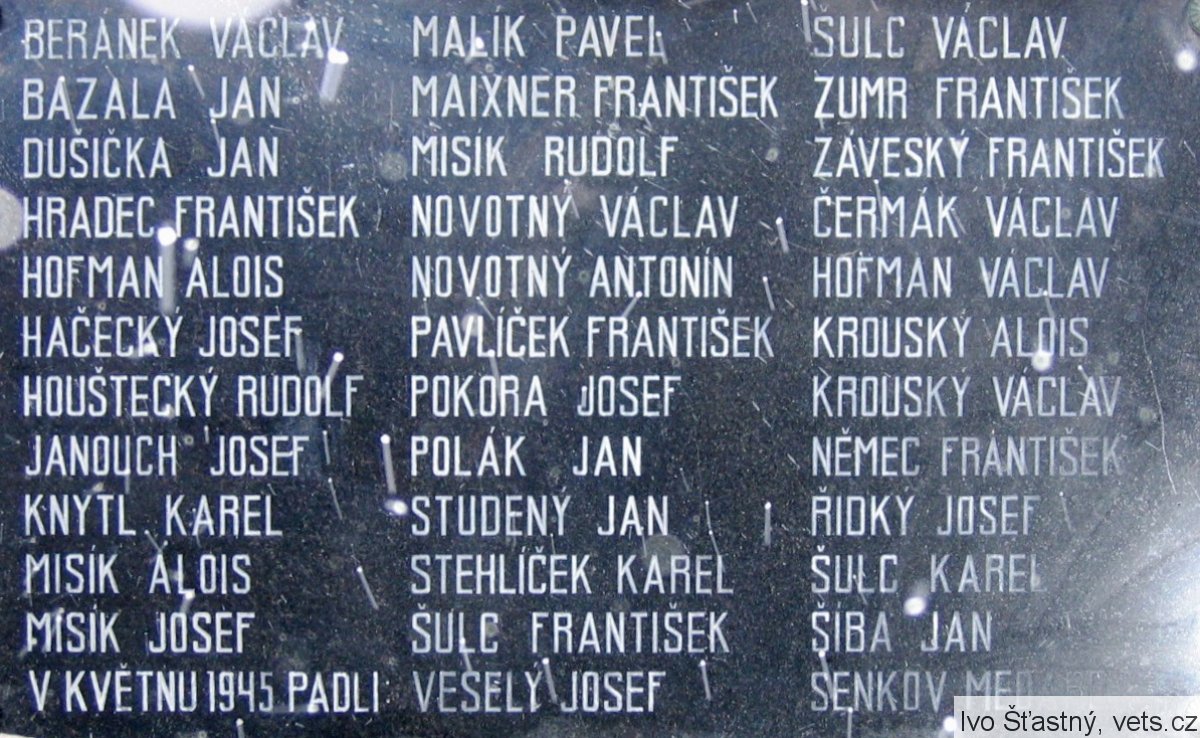 BERÁNEK VÁCLAV
BAZALA JAN
DUŠIČKA JAN
HRADEC FRANTIŠEK
HOFMAN ALOIS
HAČECKÝ JOSEF
HOUŠTECKÝ RUDOLF
JANOUCH JOSEF
KNYTL KAREL
MISÍK ALOIS
MISÍK JOSEF
V KVĚTNU 1945 PADLI:
MALÍK PAVEL
MAIXNER FRANTIŠEK
MISÍK RUDOLF
NOVOTNÝ VÁCLAV
NOVOTNÝ ANTONÍN
PAVLÍČEK FRANTIŠEK
POKORA JOSEF
POLÁK JAN
STUDENÝ JAN
STEHLÍČEK KAREL
ŠULC FRANTIŠEK
VESELÝ JOSEF
ŠULC VÁCLAV
ZUMR FRANTIŠEK
ZÁVESKÝ FRANTIŠEK
ČERMÁK VÁCLAV
HOFMAN VÁCLAV
KROUSKÝ ALOIS
KROUSKÝ VÁCLAV
NĚMEC FRANTIŠEK
ŘIDKÝ JOSEF
ŠULC KAREL
ŠÍBA JAN
SENKOV
Ivo Šťastný, vets.cz